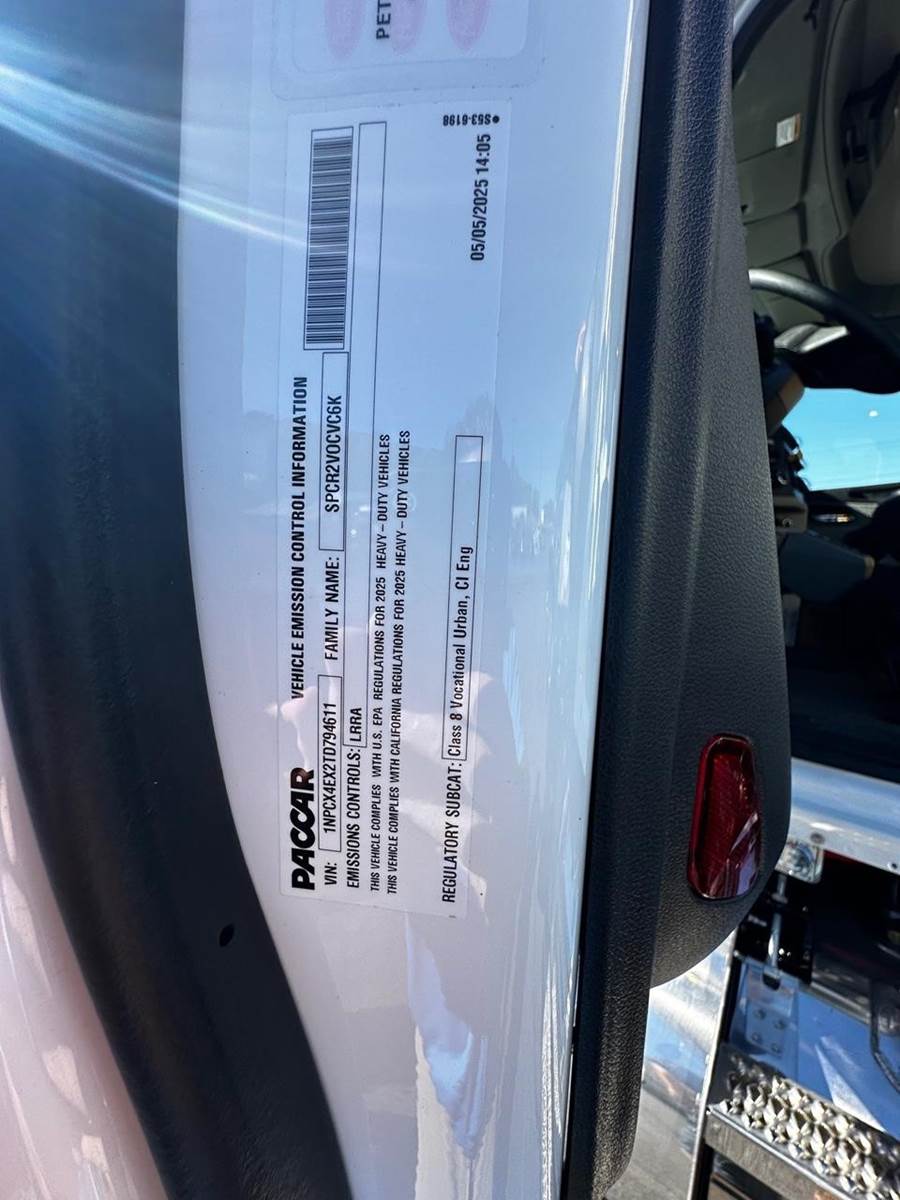 PET
PACCAR VEHICLE EMISSION CONTROL INFORMATION
VIN: 1NPCX4EX2TD794611 FAMILY NAME: SPCR2VOCVC6K
EMISSIONS CONTROLS: LRRA
THIS VEHICLE COMPLIES WITH U.S. EPA REGULATIONS FOR 2025 HEAVY-DUTY VEHICLES
THIS VEHICLE COMPLIES WITH CALIFORNIA REGULATIONS FOR 2025 HEAVY-DUTY VEHICLES
REGULATORY SUBCAT: Class 8 Vocational Urban, CI Eng
05/05/2025 14:05
●S53-6198